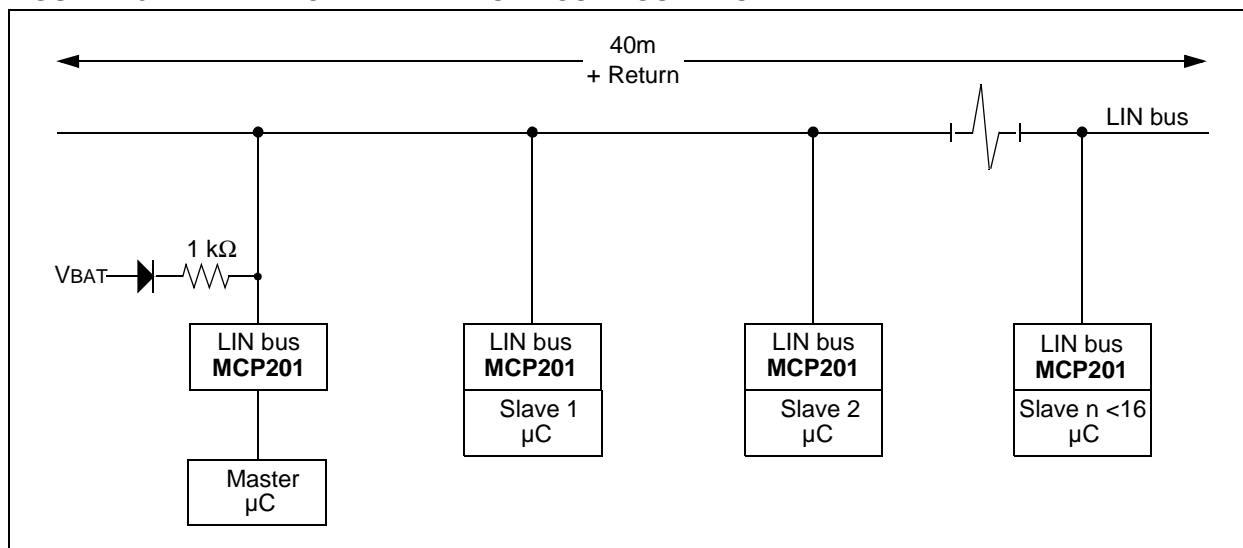 40m
+ Return
LIN bus
1 kΩ
VBAT
LIN bus
MCP201
LIN bus
MCP201
LIN bus
MCP201
LIN bus
MCP201
Slave 1
µC
Slave 2
µC
Slave n <16
µC
Master
µC